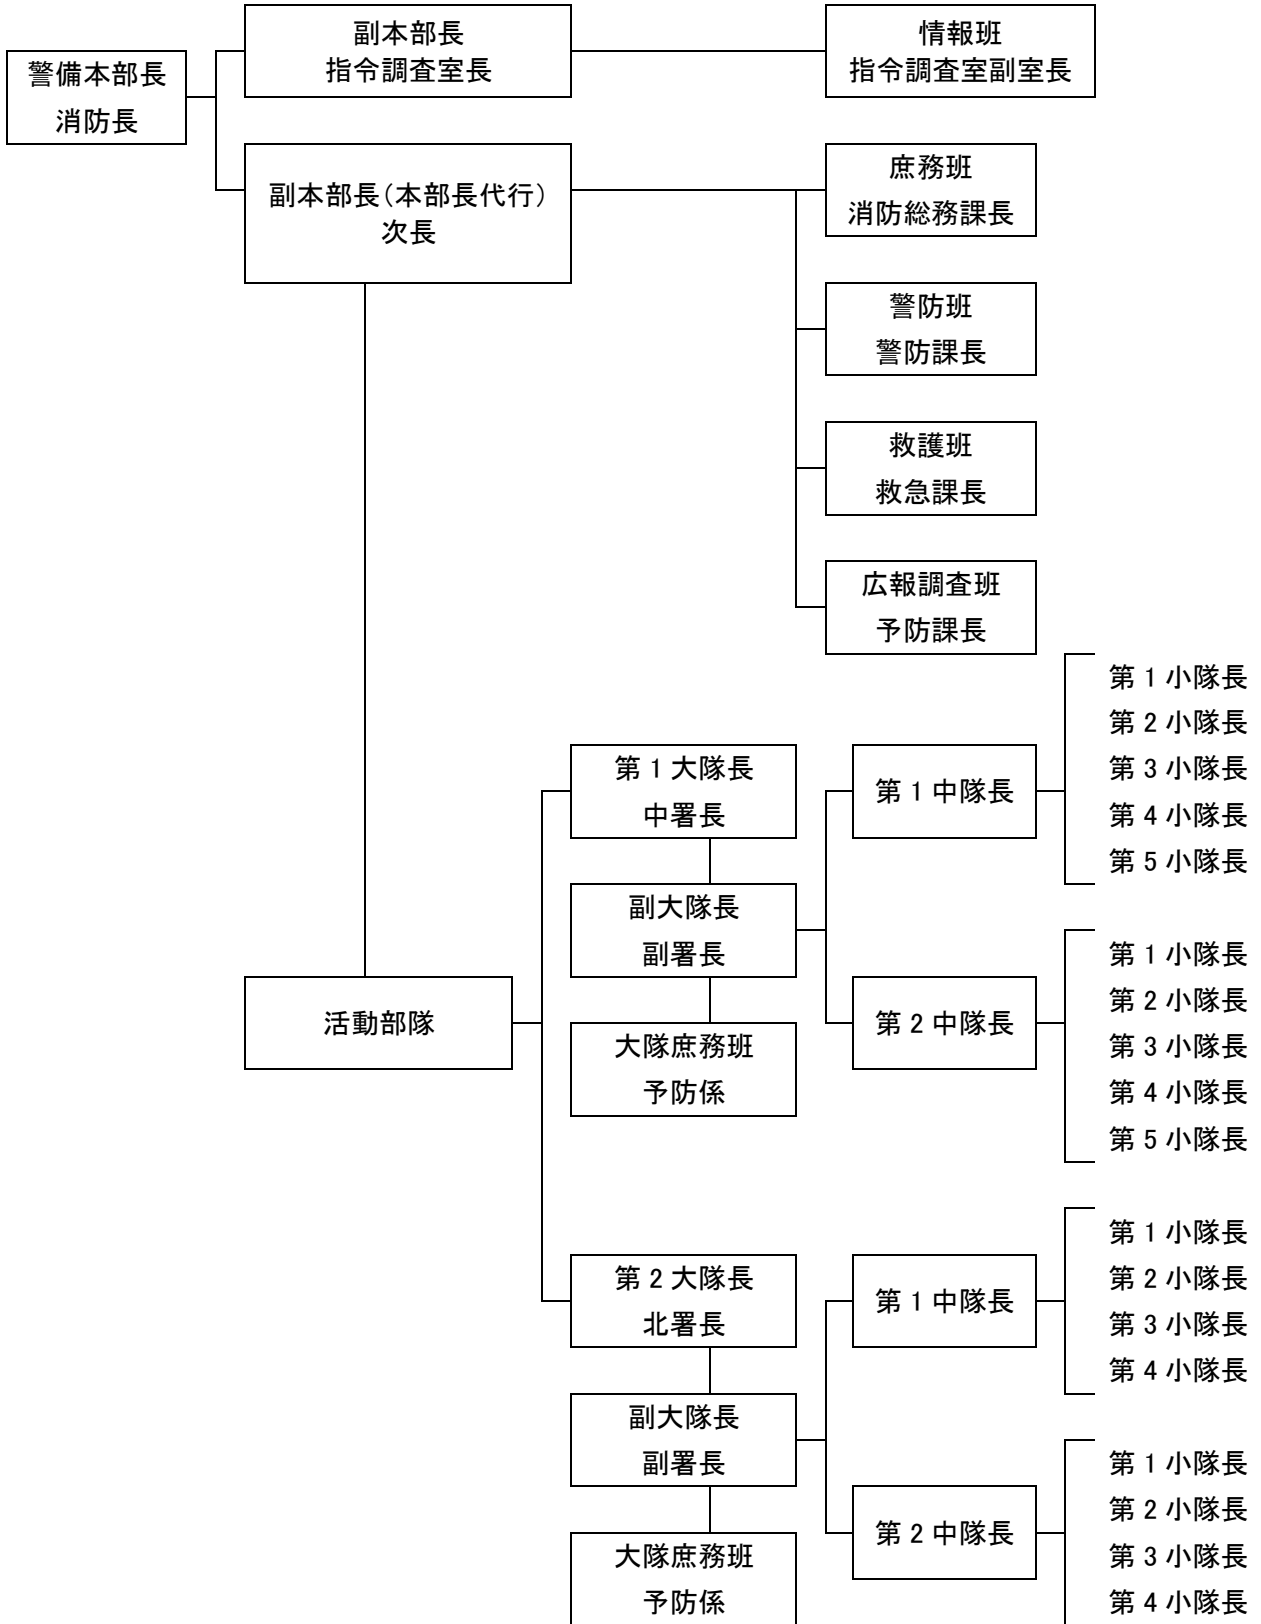 警備本部長
消防長
副本部長
指令調査室長
情報班
指令調査室副室長
副本部長（本部長代行）
次長
庶務班
消防総務課長
警防班
警防課長
救護班
救急課長
広報調査班
予防課長
活動部隊
第１大隊長
中署長
副大隊長
副署長
大隊庶務班
予防係
第１中隊長
第１小隊長
第２小隊長
第３小隊長
第４小隊長
第５小隊長
第２中隊長
第１小隊長
第２小隊長
第３小隊長
第４小隊長
第５小隊長
第２大隊長
北署長
副大隊長
副署長
大隊庶務班
予防係
第１中隊長
第１小隊長
第２小隊長
第３小隊長
第４小隊長
第２中隊長
第１小隊長
第２小隊長
第３小隊長
第４小隊長